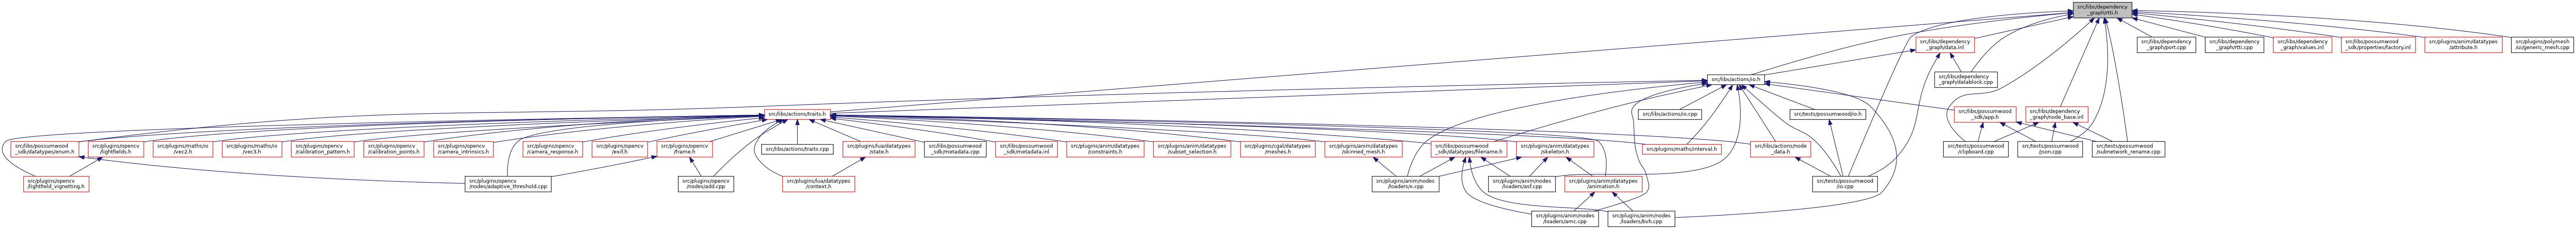 src/libs/dependency
_graph/rtti.h
src/libs/dependency
_graph/data.inl
src/libs/dependency
_graph/port.cpp
src/libs/dependency
_graph/rtti.cpp
src/libs/dependency
_graph/values.inl
src/libs/possumwood
_sdk/properties/factory.inl
src/plugins/anim/datatypes
/attribute.h
src/plugins/polymesh
/ui/generic_mesh.cpp
src/libs/actions/io.h
src/libs/dependency
_graph/datablock.cpp
src/libs/actions/traits.h
src/libs/actions/io.cpp
src/tests/possumwood/io.h
src/libs/possumwood
_sdk/app.h
src/libs/dependency
_graph/node_base.inl
src/libs/possumwood
_sdk/datatypes/enum.h
src/plugins/opencv
/lightfields.h
src/plugins/maths/io
/vec2.h
src/plugins/maths/io
/vec3.h
src/plugins/opencv
/calibration_pattern.h
src/plugins/opencv
/calibration_points.h
src/plugins/opencv
/camera_intrinsics.h
src/plugins/opencv
/camera_response.h
src/plugins/opencv
/exif.h
src/plugins/opencv
/frame.h
src/libs/actions/traits.cpp
src/plugins/lua/datatypes
/state.h
src/libs/possumwood
_sdk/metadata.cpp
src/libs/possumwood
_sdk/metadata.inl
src/plugins/anim/datatypes
/constraints.h
src/plugins/anim/datatypes
/subset_selection.h
src/plugins/cgal/datatypes
/meshes.h
src/plugins/anim/datatypes
/skinned_mesh.h
src/libs/possumwood
_sdk/datatypes/filename.h
src/plugins/anim/datatypes
/skeleton.h
src/plugins/maths/interval.h
src/libs/actions/node
_data.h
src/tests/possumwood
/clipboard.cpp
src/tests/possumwood
/json.cpp
src/tests/possumwood
/subnetwork_rename.cpp
src/plugins/opencv
/lightfield_vignetting.h
src/plugins/opencv
/nodes/adaptive_threshold.cpp
src/plugins/opencv
/nodes/add.cpp
src/plugins/lua/datatypes
/context.h
src/plugins/anim/nodes
/loaders/x.cpp
src/plugins/anim/nodes
/loaders/asf.cpp
src/plugins/anim/datatypes
/animation.h
src/tests/possumwood
/io.cpp
src/plugins/anim/nodes
/loaders/amc.cpp
src/plugins/anim/nodes
/loaders/bvh.cpp